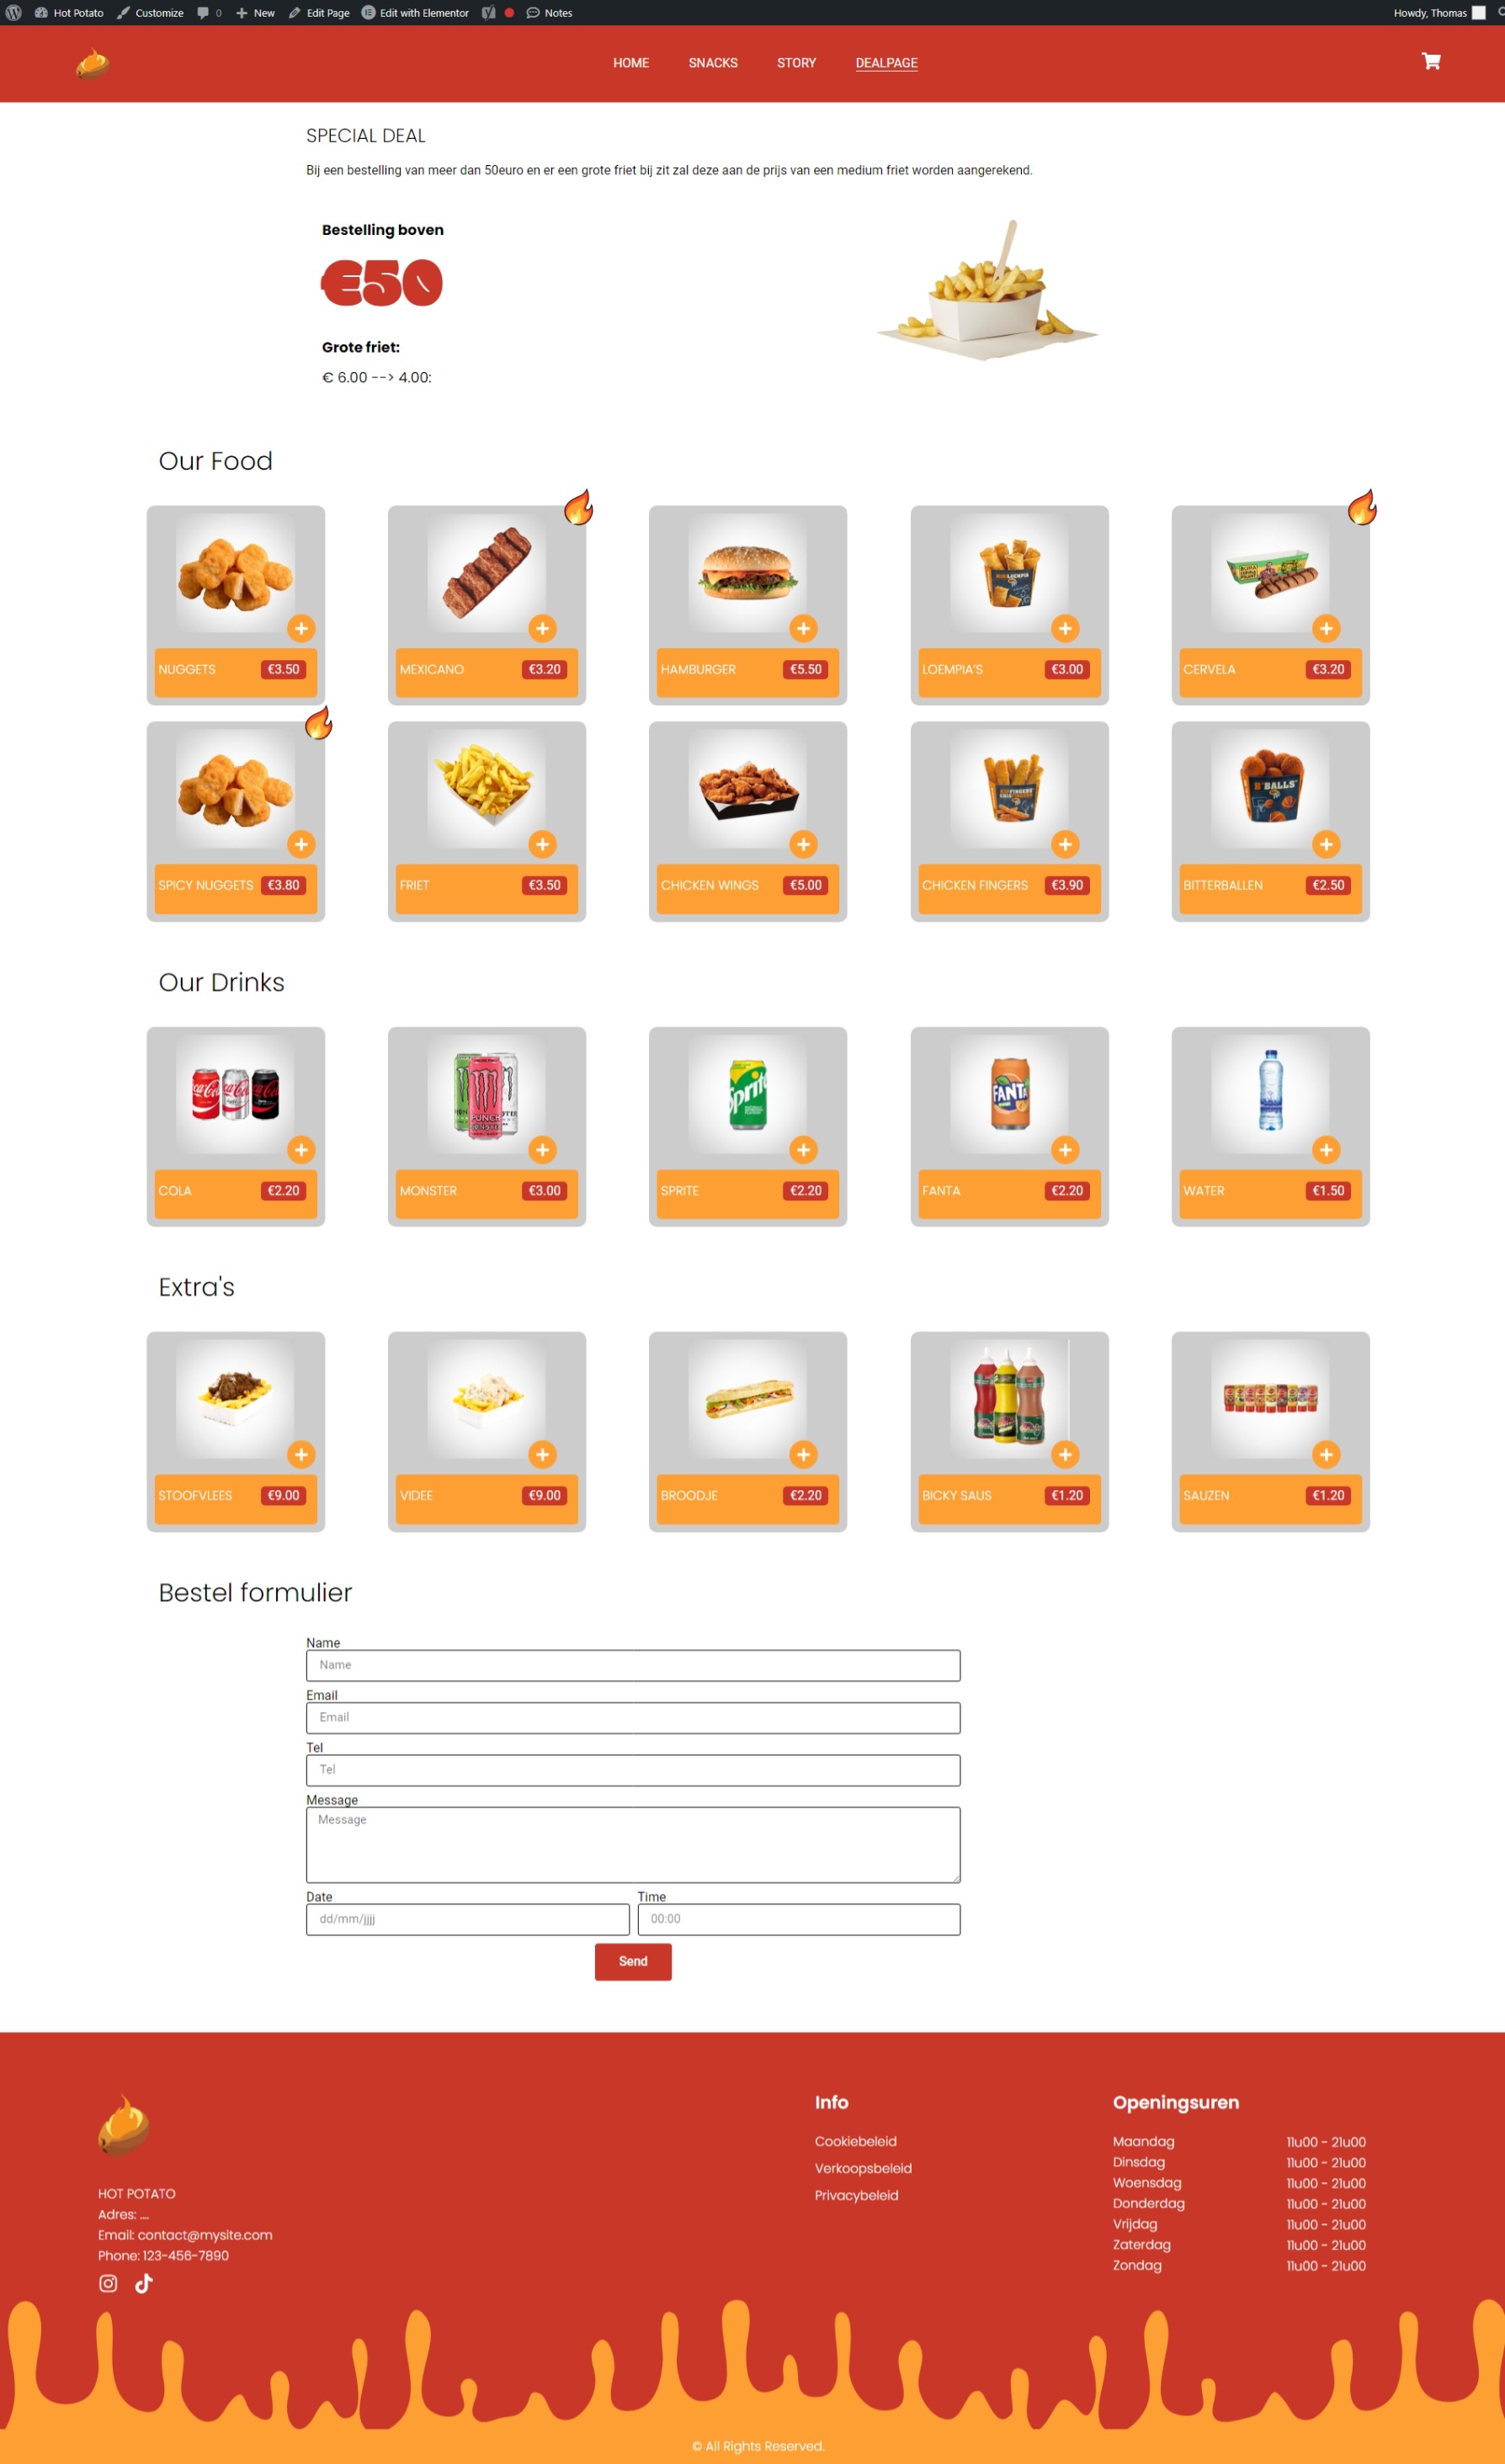 Hot Potato Customize 0 New Edit Page Edit with Elementor Notes Howdy, Thomas
HOME SNACKS STORY DEALPAGE
SPECIAL DEAL
Bij een bestelling van meer dan 50euro en er een grote friet bij zit zal deze aan de prijs van een medium friet worden aangerekend.
Bestelling boven
€50
Grote friet:
€ 6.00 --> 4.00:
Our Food
NUGGETS €3.50
MEXICANO €3.20
HAMBURGER €5.50
LOEMPIA'S €3.00
CERVELA €3.20
SPICY NUGGETS €3.80
FRIET €3.50
CHICKEN WINGS €5.00
CHICKEN FINGERS €3.90
B BALLS
BITTERBALLEN €2.50
Our Drinks
COLA €2.20
PUNCH
MONSTER €3.00
Sprite
SPRITE €2.20
FANTA
FANTA €2.20
WATER €1.50
Extra's
STOOFVLEES €9.00
VIDEE €9.00
BROODJE €2.20
BICKY SAUS €1.20
SAUZEN €1.20
Bestel formulier
Name
Name
Email
Email
Tel
Tel
Message
Message
Date Time
dd/mm/jjjj 00:00
Send
HOT POTATO
Adres: ....
Email: contact@mysite.com
Phone: 123-456-7890
Info
Cookiebeleid
Verkoopsbeleid
Privacybeleid
Openingsuren
Maandag 11u00 - 21u00
Dinsdag 11u00 - 21u00
Woensdag 11u00 - 21u00
Donderdag 11u00 - 21u00
Vrijdag 11u00 - 21u00
Zaterdag 11u00 - 21u00
Zondag 11u00 - 21u00
© All Rights Reserved.